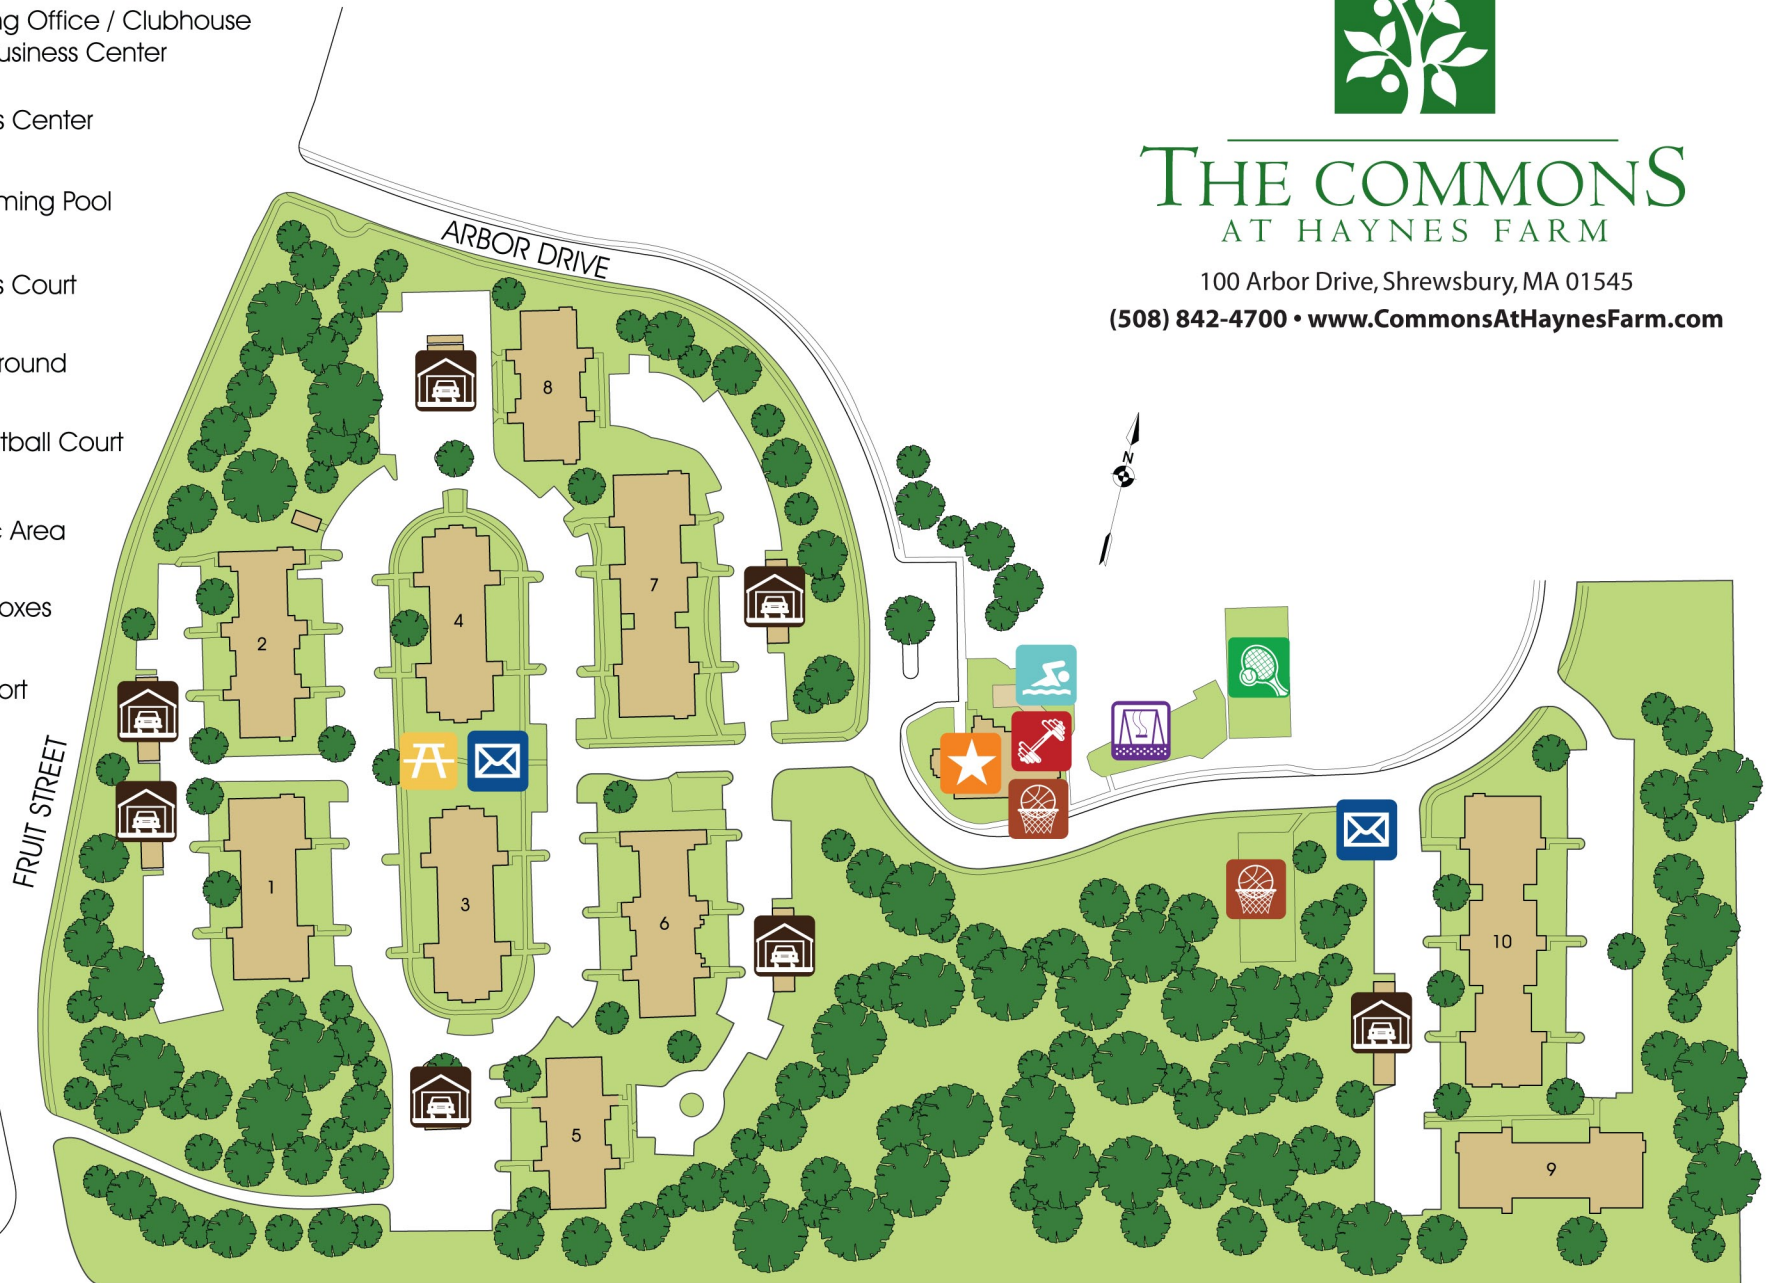 ng Office / Clubhouse
usiness Center
s Center
ming Pool
s Court
round
tball Court
c Area
oxes
ort
THE COMMONS
AT HAYNES FARM
100 Arbor Drive, Shrewsbury, MA 01545
(508) 842-4700 • www.CommonsAtHaynesFarm.com
ARBOR DRIVE
N
FRUIT STREET
8
7
4
2
1
3
6
5
10
9